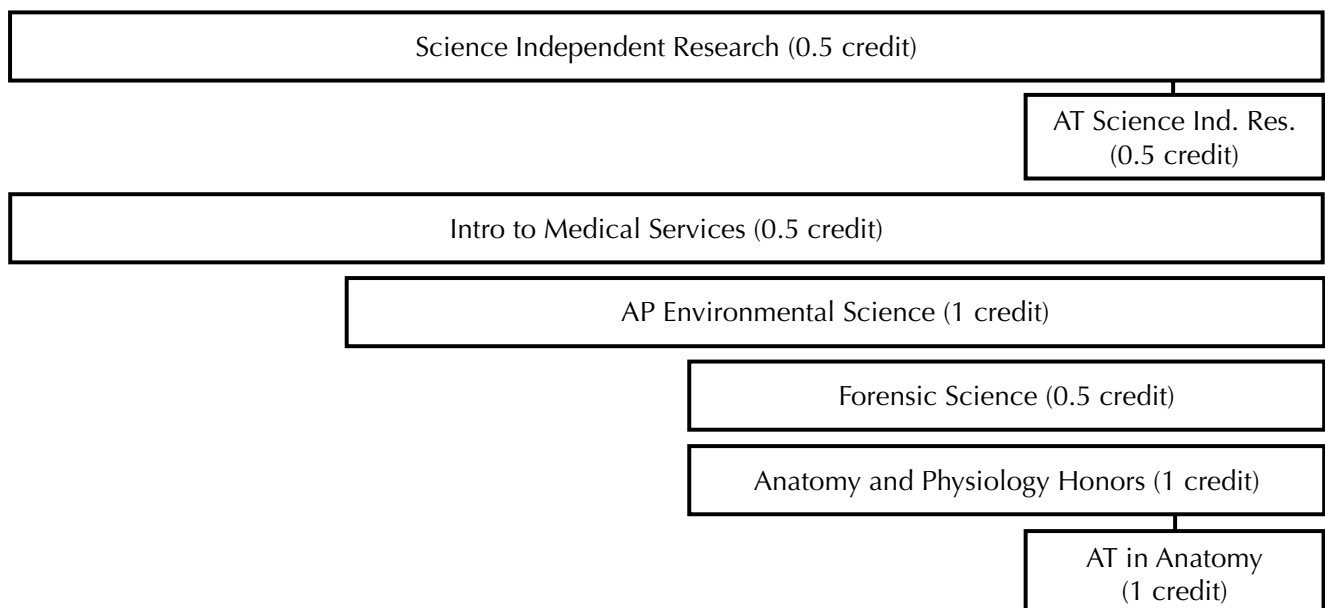 Science Independent Research (0.5 credit)
AT Science Ind. Res.
(0.5 credit)
Intro to Medical Services (0.5 credit)
AP Environmental Science (1 credit)
Forensic Science (0.5 credit)
Anatomy and Physiology Honors (1 credit)
AT in Anatomy
(1 credit)